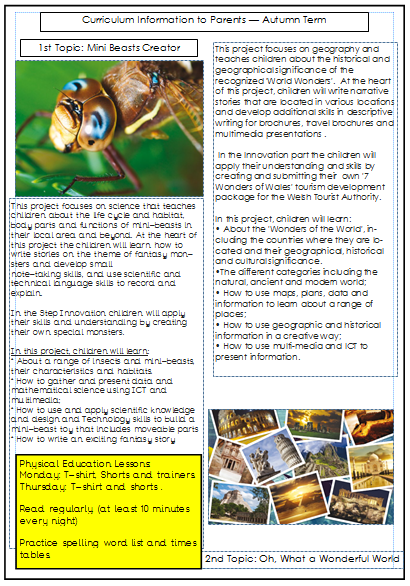 Curriculum Information to Parents — Autumn Term
1st Topic: Mini Beasts Creator
This project focuses on science that teaches
children about the life cycle and habitat,
body parts and functions of mini-beasts in
their local area and beyond. At the heart of
this project the children will learn how to
write stories on the theme of fantasy mon-
sters and develop small
note-taking skills, and use scientific and
technical language skills to record and
explain.
In the Step Innovation children will apply
their skills and understanding by creating
their own special monsters.
In this project, children will learn:
* About a range of insects and mini-beasts,
their characteristics and habitats.
* How to gather and present data and
mathematical science using ICT and
multimedia;
* How to use and apply scientific knowledge
and design and Technology skills to build a
mini-beast toy that includes moveable parts
* How to write an exciting fantasy story
Physical Education Lessons:
Monday: T-shirt, Shorts and trainers.
Thursday: T-shirt and shorts .
Read regularly (at least 10 minutes
every night)
Practice spelling word list and times
tables.
This project focuses on geography and
teaches children about the historical and
geographical significance of the
recognized 'World Wonders'. At the heart
of this project, children will write narrative
stories that are located in various locations
and develop additional skills in descriptive
writing for brochures, travel brochures and
multimedia presentations .
In the Innovation part the children will
apply their understanding and skills by
creating and submitting their own '7
Wonders of Wales' tourism development
package for the Welsh Tourist Authority.
In this project, children will learn:
• About the 'Wonders of the World', in-
cluding the countries where they are lo-
cated and their geographical, historical
and cultural significance.
•The different categories including the
natural, ancient and modern world;
• How to use maps, plans, data and
information to learn about a range of
places;
• How to use geographic and historical
information in a creative way;
• How to use multi-media and ICT to
present information.
2nd Topic: Oh, What a Wonderful World